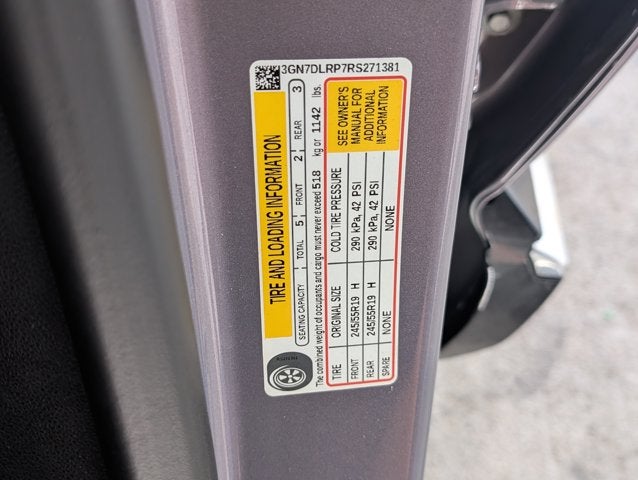 3GN7DLRP7RS271381
TIRE AND LOADING INFORMATION
SEATING CAPACITY TOTAL 5 FRONT 2 REAR 3
The combined weight of occupants and cargo must never exceed 518 kg or 1142 lbs.
TIRE ORIGINAL SIZE COLD TIRE PRESSURE
FRONT 245/55R19 H 290 kPa, 42 PSI
REAR 245/55R19 H 290 kPa, 42 PSI
SPARE NONE NONE
SEE OWNER'S
MANUAL FOR
ADDITIONAL
INFORMATION